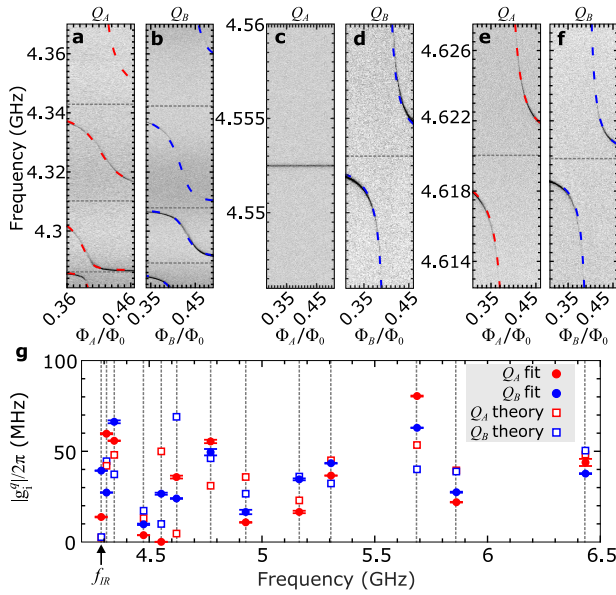 Q_A Q_B Q_A Q_B Q_A Q_B
a b c d e f
Frequency (GHz)
4.36
4.34
4.32
4.3
4.56
4.555
4.55
4.626
4.622
4.618
4.614
0.36 0.46 0.35 0.45 0.35 0.45 0.35 0.45 0.35 0.45 0.35 0.45
Φ_A/Φ_0 Φ_B/Φ_0 Φ_A/Φ_0 Φ_B/Φ_0 Φ_A/Φ_0 Φ_B/Φ_0
g
|g_i^q|/2π (MHz)
100
50
0
Q_A fit
Q_B fit
Q_A theory
Q_B theory
4.5 5 5.5 6 6.5
f_IR
Frequency (GHz)